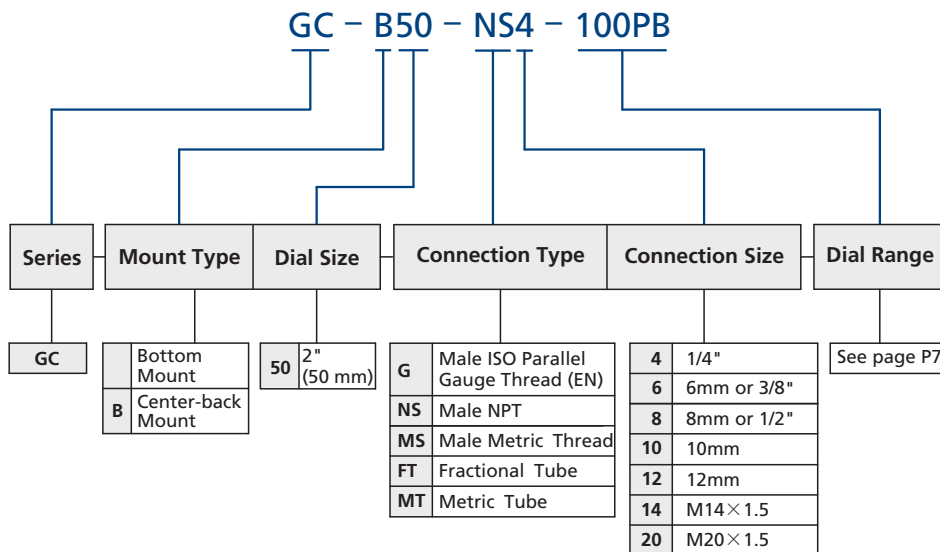 GC - B50 - NS4 - 100PB
Series
Mount Type
Dial Size
Connection Type
Connection Size
Dial Range
GC
Bottom
Mount
B Center-back
Mount
50 2"
(50 mm)
G Male ISO Parallel
Gauge Thread (EN)
NS Male NPT
MS Male Metric Thread
FT Fractional Tube
MT Metric Tube
4 1/4"
6 6mm or 3/8"
8 8mm or 1/2"
10 10mm
12 12mm
14 M14×1.5
20 M20×1.5
See page P7